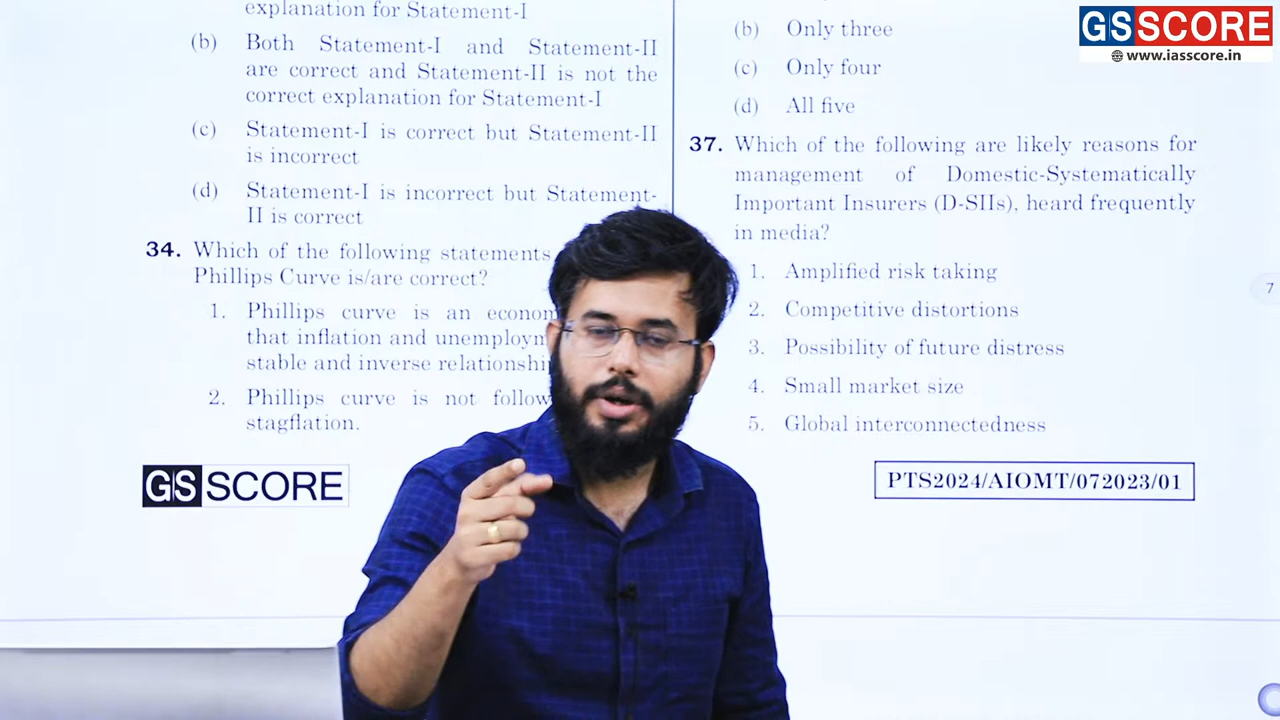 explanation for Statement-I
(b) Both Statement-I and Statement-II
are correct and Statement-II is not the
correct explanation for Statement-I
(c) Statement-I is correct but Statement-II
is incorrect
(d) Statement-I is incorrect but Statement-
II is correct
34. Which of the following statements
Phillips Curve is/are correct?
1. Phillips curve is an
that inflation and
stable and inverse
2. Phillips curve is not
stagflation.
GS SCORE
(b) Only three
(c) Only four
(d) All five
37. Which of the following are likely reasons for
management of Domestic-Systematically
Important Insurers (D-SIIs), heard frequently
in media?
1. Amplified risk taking
2. Competitive distortions
3. Possibility of future distress
4. Small market size
5. Global interconnectedness
PTS2024/AIOMT/072023/01
7
GSSCORE
www.iasscore.in